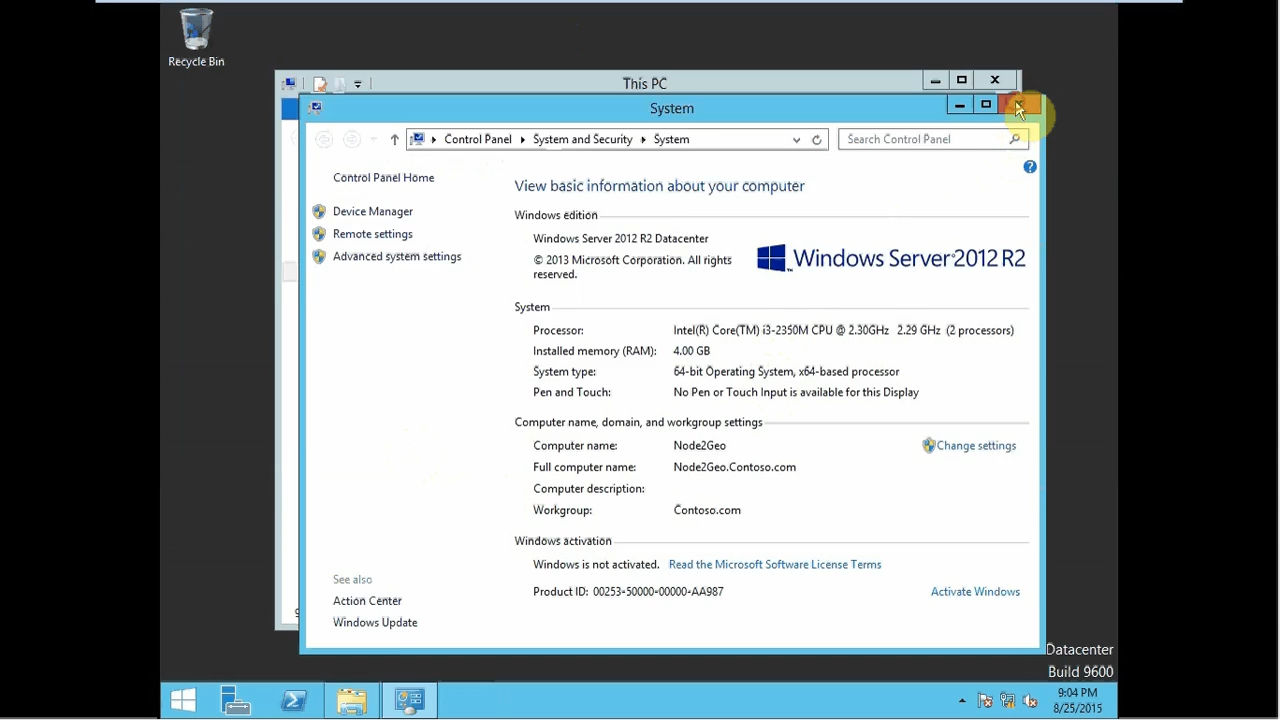 Recycle Bin
This PC
System
Control Panel
System and Security
System
Search Control Panel
Control Panel Home
Device Manager
Remote settings
Advanced system settings
View basic information about your computer
Windows edition
Windows Server 2012 R2 Datacenter
© 2013 Microsoft Corporation. All rights
reserved.
Windows Server 2012 R2
System
Processor: Intel(R) Core(TM) i3-2350M CPU @ 2.30GHz 2.29 GHz (2 processors)
Installed memory (RAM): 4.00 GB
System type: 64-bit Operating System, x64-based processor
Pen and Touch: No Pen or Touch Input is available for this Display
Computer name, domain, and workgroup settings
Computer name: Node2Geo
Change settings
Full computer name: Node2Geo.Contoso.com
Computer description:
Workgroup: Contoso.com
Windows activation
Windows is not activated. Read the Microsoft Software License Terms
Product ID: 00253-50000-00000-AA987
Activate Windows
See also
Action Center
Windows Update
Datacenter
Build 9600
9:04 PM
8/25/2015